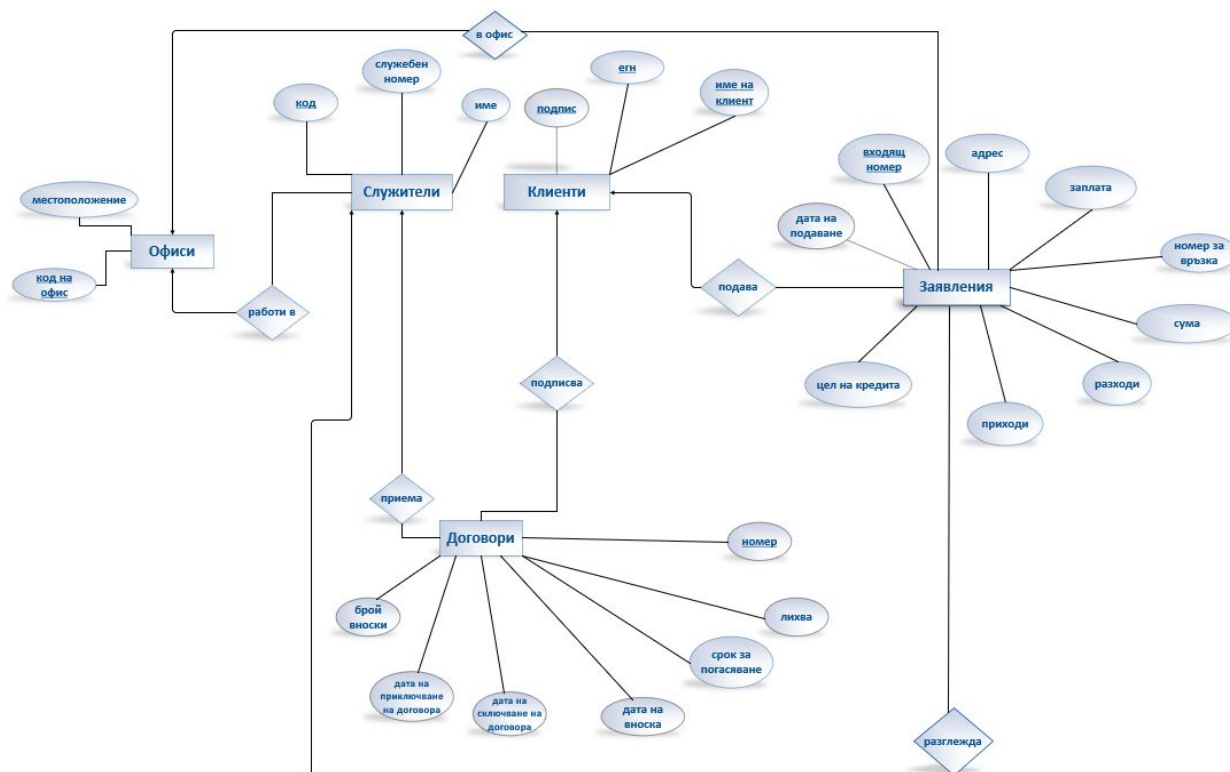 в офис
служебен
номер
егн
име на
клиент
код
име
подпис
входящ
номер
адрес
заплата
Служители
Клиенти
местоположение
дата на
подаване
Офиси
номер за
връзка
код на
офис
подава
Заявления
работи в
сума
подписва
цел на кредита
разходи
приходи
приема
Договори
номер
брой
вноски
лихва
срок за
погасяване
дата на
приключване
на договора
дата на
сключване на
договора
дата на
вноска
разглежда